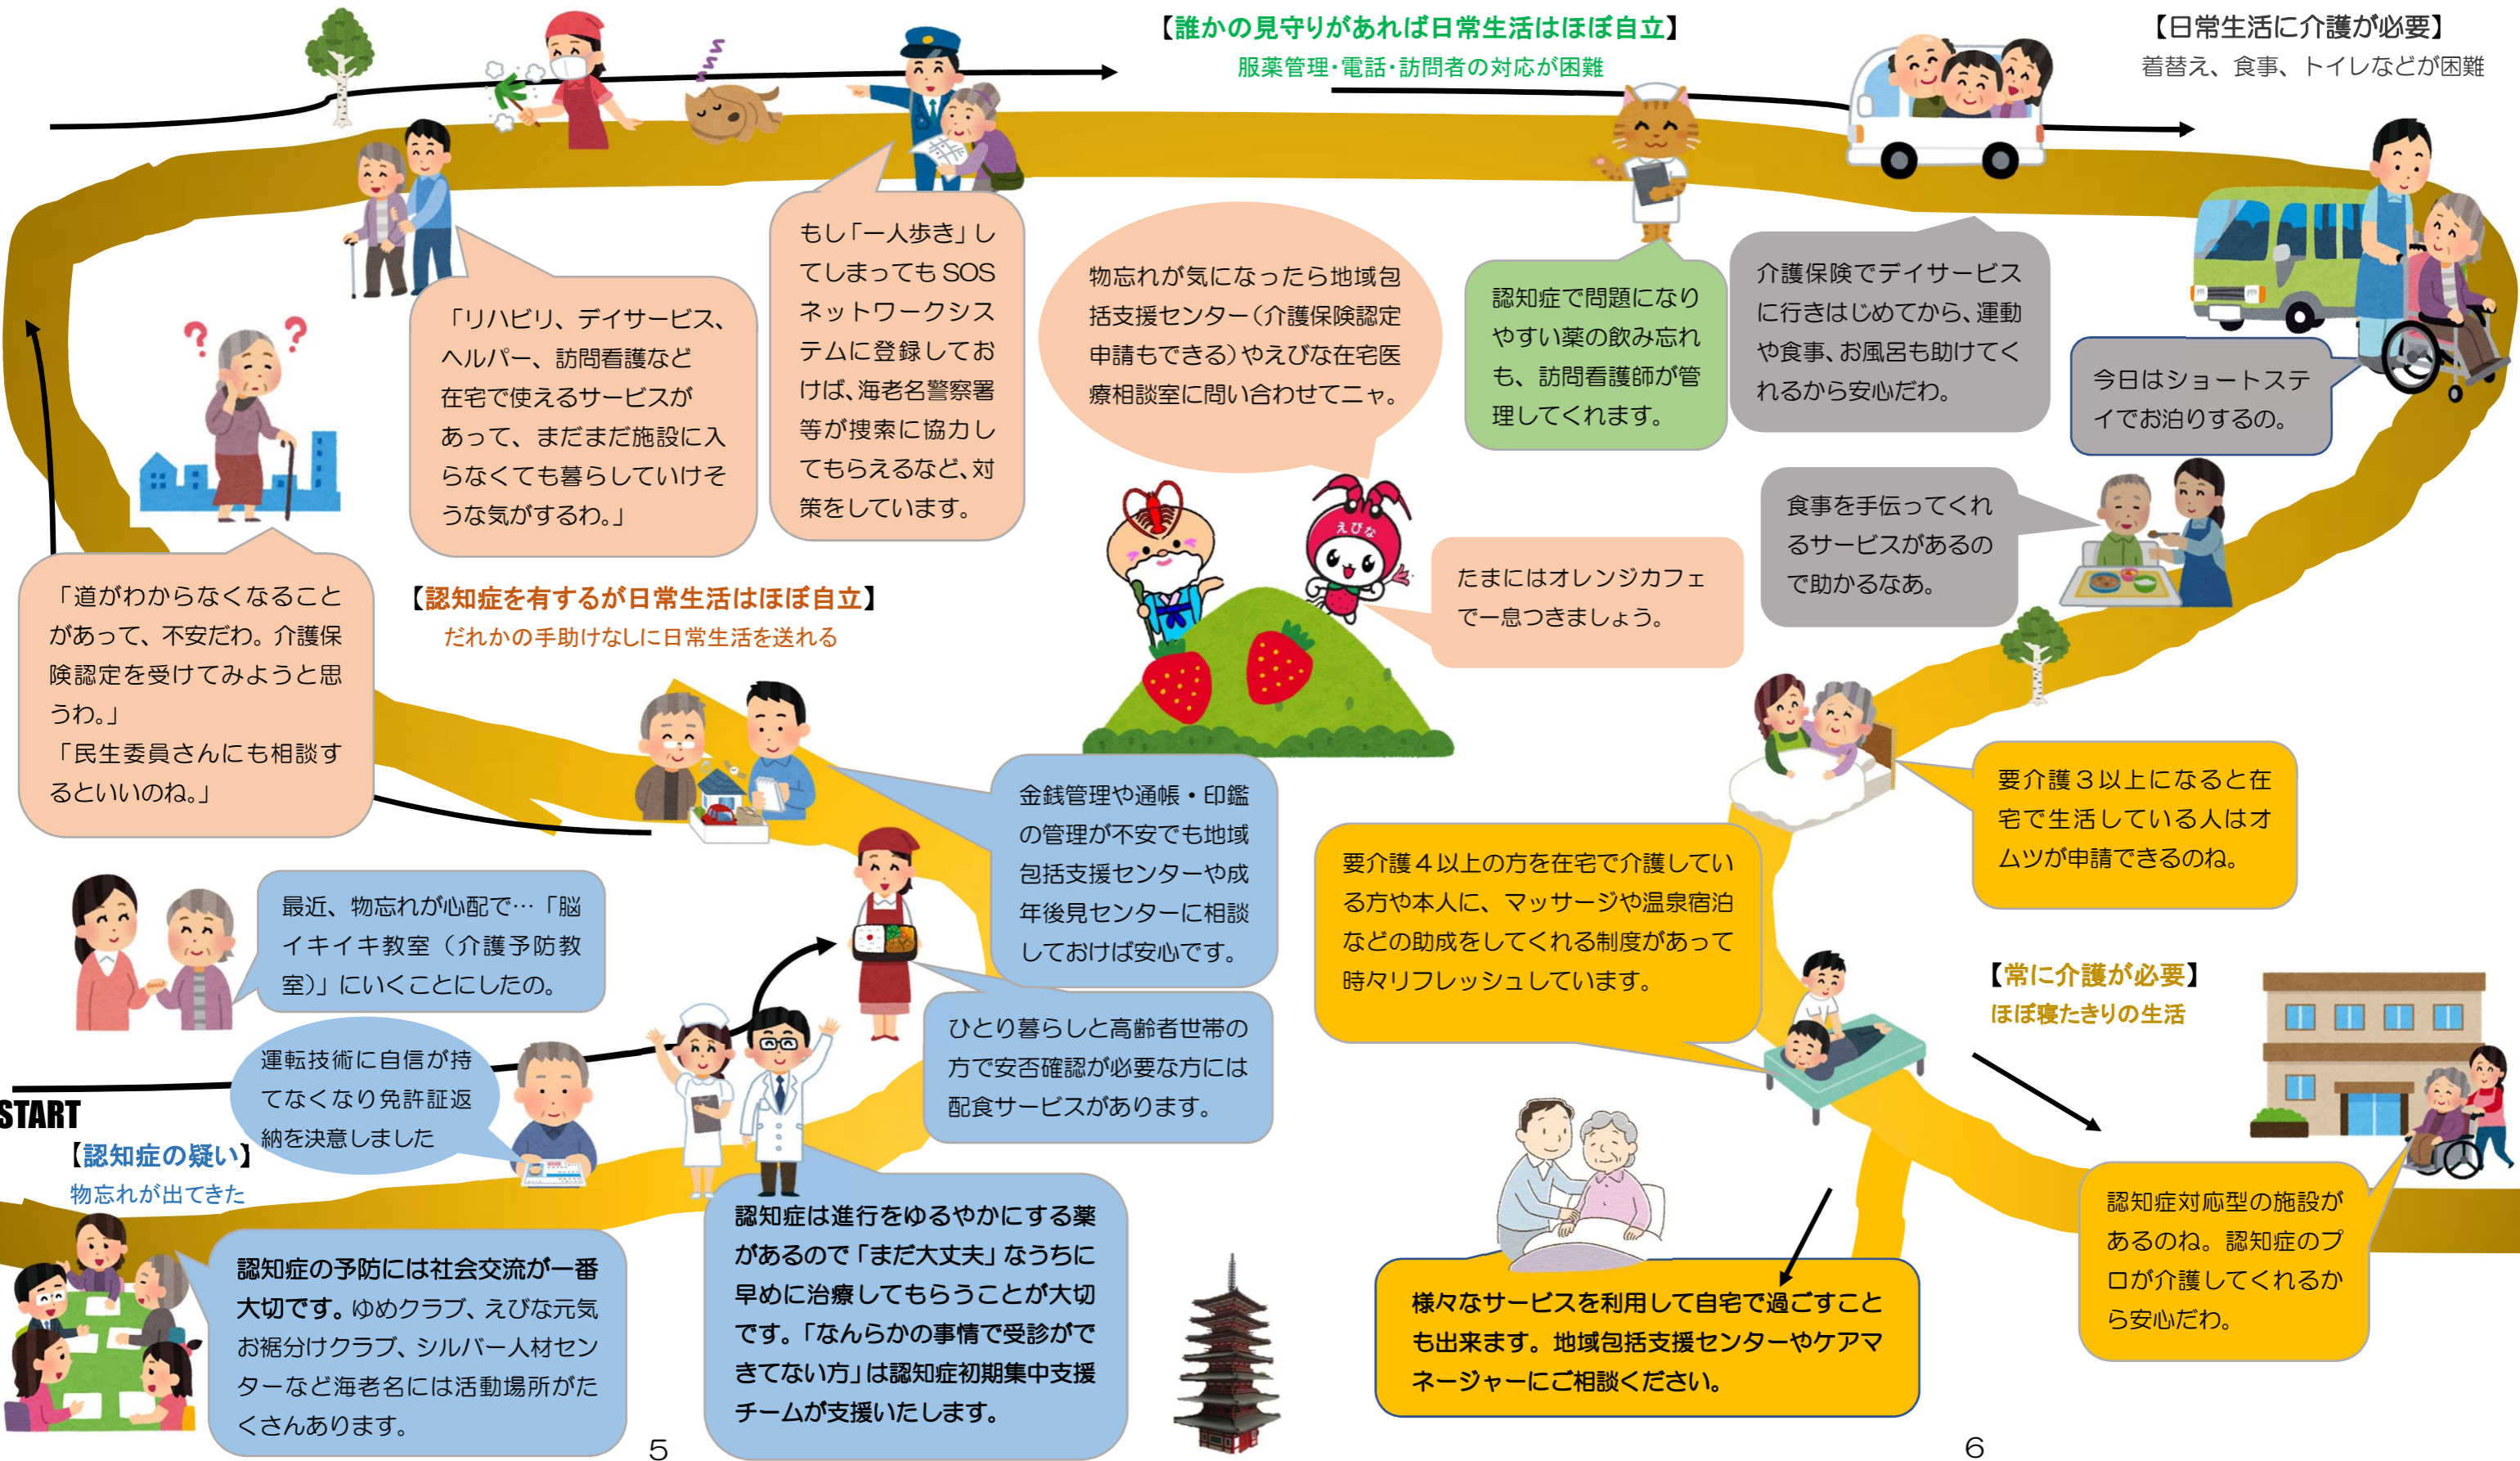 START
【認知症の疑い】
物忘れが出てきた
認知症の予防には社会交流が一番
大切です。ゆめクラブ、えびな元気
お裾分けクラブ、シルバー人材セン
ターなど海老名には活動場所がた
くさんあります。
運転技術に自信が持
てなくなり免許証返
納を決意しました
最近、物忘れが心配で…「脳
イキイキ教室（介護予防教
室）」にいくことにしたの。
認知症は進行をゆるやかにする薬
があるので「まだ大丈夫」なうちに
早めに治療してもらうことが大切
です。「なんらかの事情で受診がで
きてない方」は認知症初期集中支援
チームが支援いたします。
ひとり暮らしと高齢者世帯の
方で安否確認が必要な方には
配食サービスがあります。
金銭管理や通帳・印鑑
の管理が不安でも地域
包括支援センターや成
年後見センターに相談
しておけば安心です。
【認知症を有するが日常生活はほぼ自立】
だれかの手助けなしに日常生活を送れる
「道がわからなくなること
があって、不安だわ。介護保
険認定を受けてみようと思
うわ。」
「民生委員さんにも相談す
るといいのね。」
「リハビリ、デイサービス、
ヘルパー、訪問看護など
在宅で使えるサービスが
あって、まだまだ施設に入
らなくても暮らしていけそ
うな気がするわ。」
もし「一人歩き」し
てしまっても SOS
ネットワークシス
テムに登録してお
けば、海老名警察署
等が捜索に協力し
てもらえるなど、対
策をしています。
物忘れが気になったら地域包
括支援センター（介護保険認定
申請もできる）やえびな在宅医
療相談室に問い合わせてニャ。
えびな
たまにはオレンジカフェ
で一息つきましょう。
【誰かの見守りがあれば日常生活はほぼ自立】
服薬管理・電話・訪問者の対応が困難
認知症で問題になり
やすい薬の飲み忘れ
も、訪問看護師が管
理してくれます。
【日常生活に介護が必要】
着替え、食事、トイレなどが困難
介護保険でデイサービス
に行きはじめてから、運動
や食事、お風呂も助けてく
れるから安心だわ。
今日はショートステ
イでお泊りするの。
食事を手伝ってくれ
るサービスがあるの
で助かるなあ。
要介護３以上になると在
宅で生活している人はオ
ムツが申請できるのね。
要介護４以上の方を在宅で介護してい
る方や本人に、マッサージや温泉宿泊
などの助成をしてくれる制度があって
時々リフレッシュしています。
【常に介護が必要】
ほぼ寝たきりの生活
認知症対応型の施設が
あるのね。認知症のプ
ロが介護してくれるか
ら安心だわ。
様々なサービスを利用して自宅で過ごすこと
も出来ます。地域包括支援センターやケアマ
ネージャーにご相談ください。
5
6